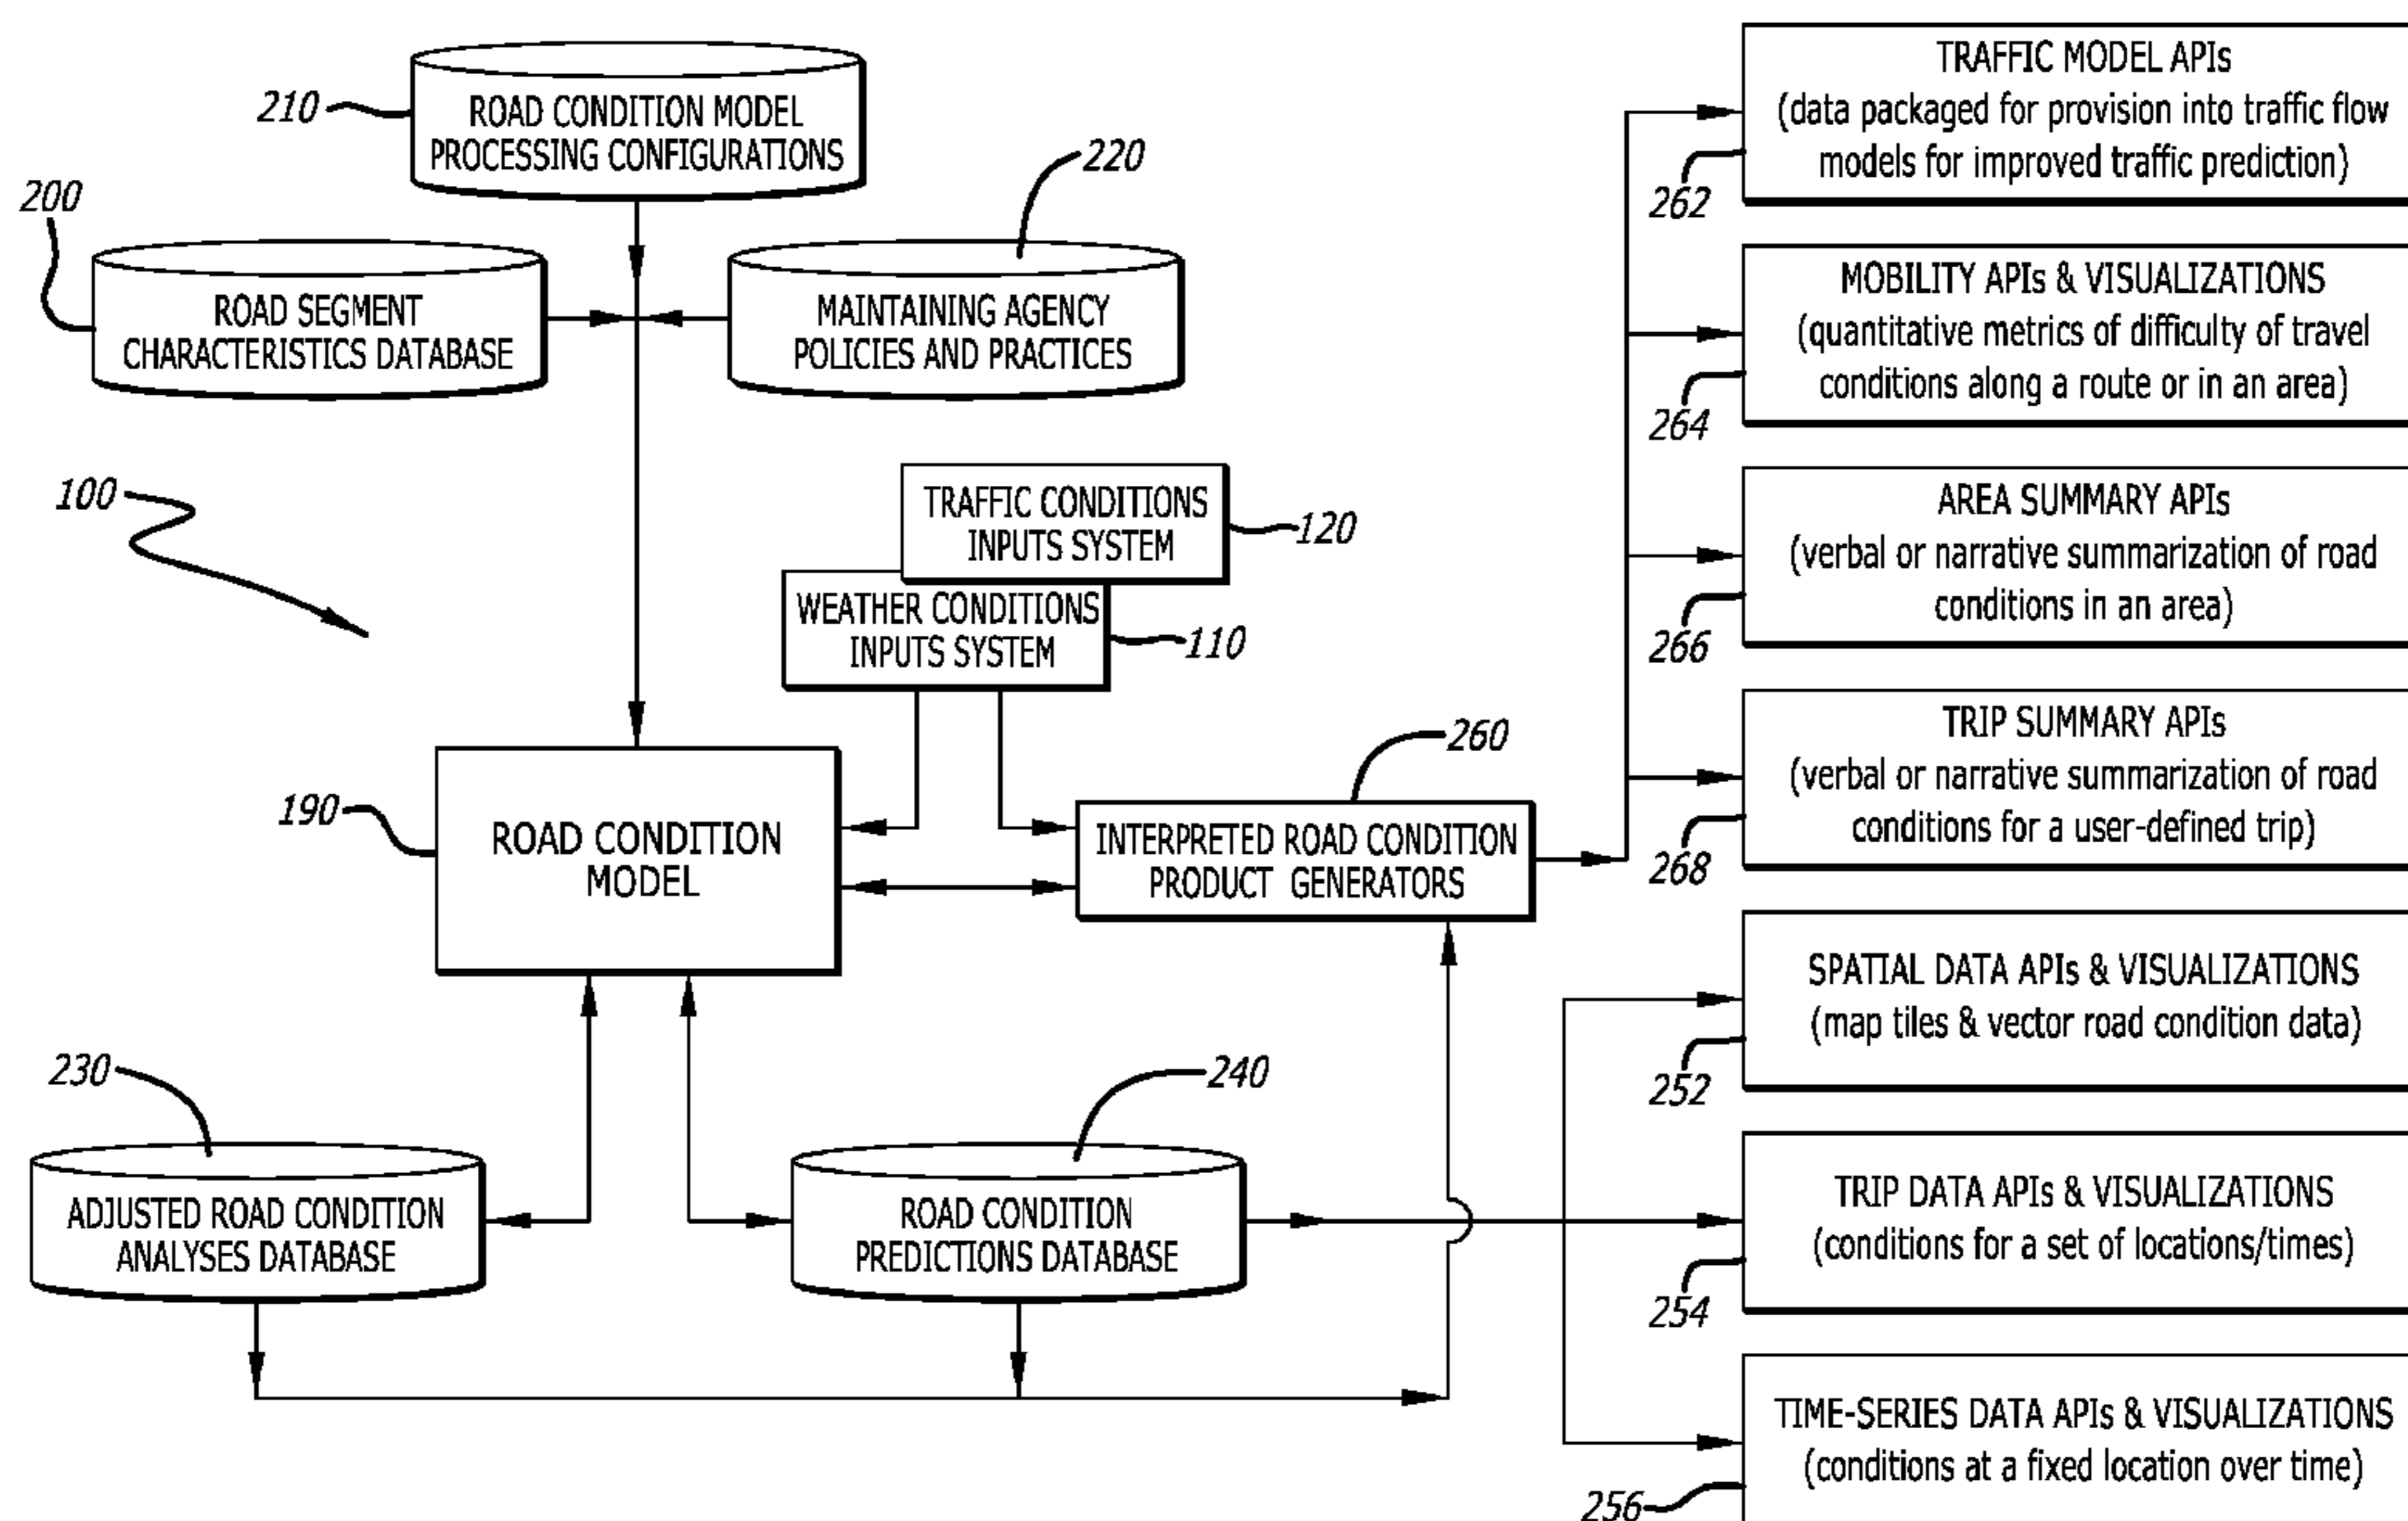 210
ROAD CONDITION MODEL
PROCESSING CONFIGURATIONS
200
ROAD SEGMENT
CHARACTERISTICS DATABASE
220
MAINTAINING AGENCY
POLICIES AND PRACTICES
100
TRAFFIC CONDITIONS
INPUTS SYSTEM
120
WEATHER CONDITIONS
INPUTS SYSTEM
110
190
ROAD CONDITION
MODEL
260
INTERPRETED ROAD CONDITION
PRODUCT GENERATORS
230
ADJUSTED ROAD CONDITION
ANALYSES DATABASE
240
ROAD CONDITION
PREDICTIONS DATABASE
TRAFFIC MODEL APIs
(data packaged for provision into traffic flow
models for improved traffic prediction)
262
MOBILITY APIs & VISUALIZATIONS
(quantitative metrics of difficulty of travel
conditions along a route or in an area)
264
AREA SUMMARY APIs
(verbal or narrative summarization of road
conditions in an area)
266
TRIP SUMMARY APIs
(verbal or narrative summarization of road
conditions for a user-defined trip)
268
SPATIAL DATA APIs & VISUALIZATIONS
(map tiles & vector road condition data)
252
TRIP DATA APIs & VISUALIZATIONS
(conditions for a set of locations/times)
254
TIME-SERIES DATA APIs & VISUALIZATIONS
(conditions at a fixed location over time)
256